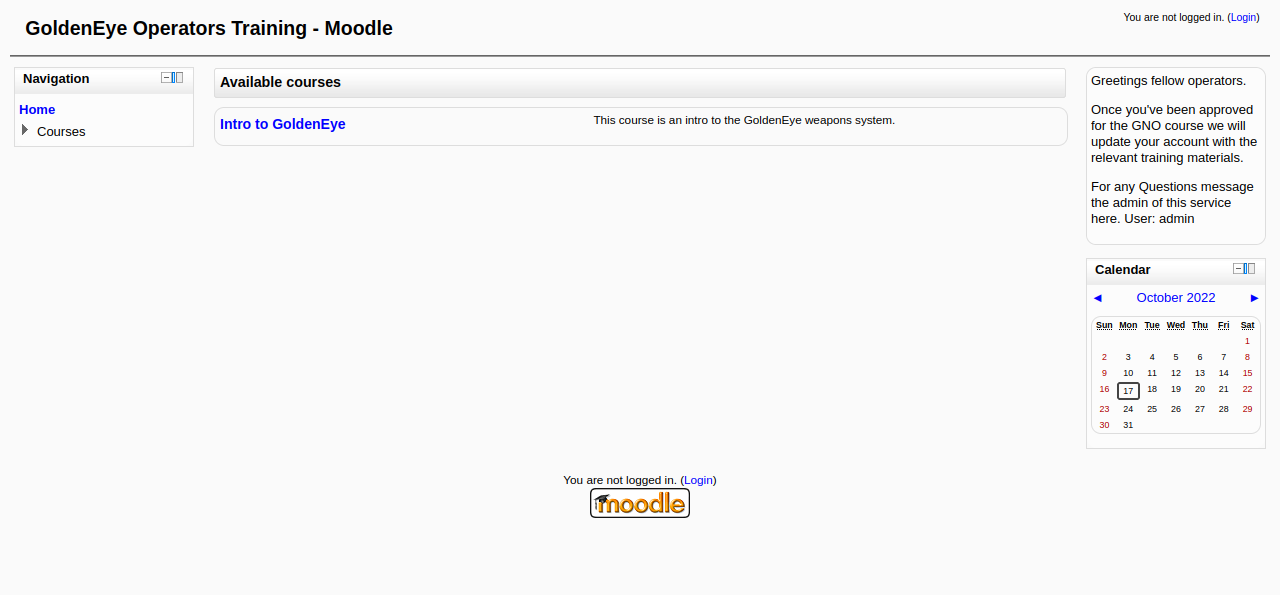 GoldenEye Operators Training - Moodle
You are not logged in. (Login)
Navigation
Home
Courses
Available courses
Intro to GoldenEye
This course is an intro to the GoldenEye weapons system.
Greetings fellow operators.
Once you've been approved
for the GNO course we will
update your account with the
relevant training materials.
For any Questions message
the admin of this service
here. User: admin
Calendar
◄ October 2022 ►
Sun Mon Tue Wed Thu Fri Sat
1
2 3 4 5 6 7 8
9 10 11 12 13 14 15
16 17 18 19 20 21 22
23 24 25 26 27 28 29
30 31
You are not logged in. (Login)
moodle